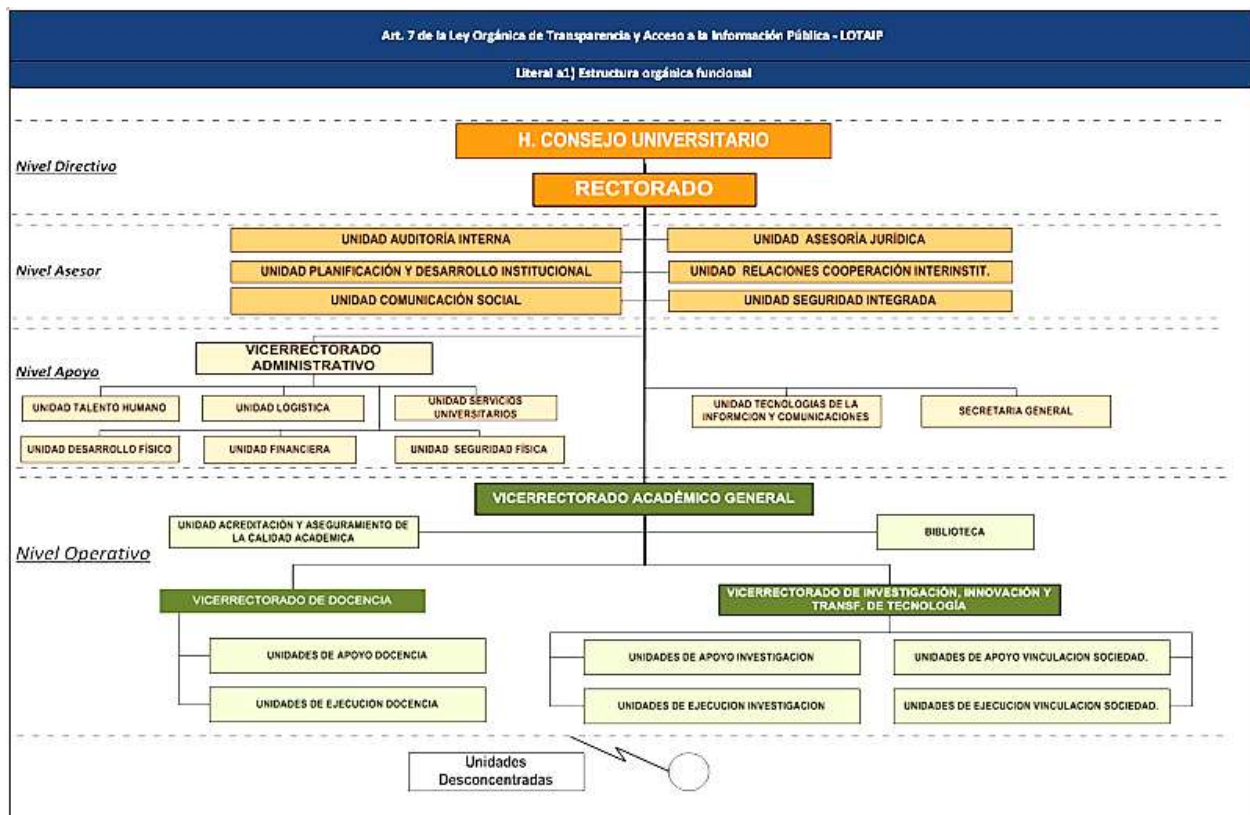 Art. 7 de la Ley Orgánica de Transparencia y Acceso a la Información Pública - LOTAIP
Literal a1) Estructura orgánica funcional
H. CONSEJO UNIVERSITARIO
Nivel Directivo
RECTORADO
UNIDAD AUDITORÍA INTERNA
UNIDAD ASESORÍA JURÍDICA
Nivel Asesor
UNIDAD PLANIFICACIÓN Y DESARROLLO INSTITUCIONAL
UNIDAD RELACIONES COOPERACIÓN INTERINSTIT.
UNIDAD COMUNICACIÓN SOCIAL
UNIDAD SEGURIDAD INTEGRADA
VICERRECTORADO
ADMINISTRATIVO
Nivel Apoyo
UNIDAD TALENTO HUMANO
UNIDAD LOGISTICA
UNIDAD SERVICIOS
UNIVERSITARIOS
UNIDAD TECNOLOGIAS DE LA
INFORMCION Y COMUNICACIONES
SECRETARIA GENERAL
UNIDAD DESARROLLO FÍSICO
UNIDAD FINANCIERA
UNIDAD SEGURIDAD FÍSICA
VICERRECTORADO ACADÉMICO GENERAL
UNIDAD ACREDITACIÓN Y ASEGURAMIENTO DE
LA CALIDAD ACADEMICA
BIBLIOTECA
Nivel Operativo
VICERRECTORADO DE DOCENCIA
VICERRECTORADO DE INVESTIGACIÓN, INNOVACIÓN Y
TRANSF. DE TECNOLOGÍA
UNIDADES DE APOYO DOCENCIA
UNIDADES DE APOYO INVESTIGACION
UNIDADES DE APOYO VINCULACION SOCIEDAD.
UNIDADES DE EJECUCION DOCENCIA
UNIDADES DE EJECUCION INVESTIGACION
UNIDADES DE EJECUCION VINCULACION SOCIEDAD.
Unidades
Desconcentradas